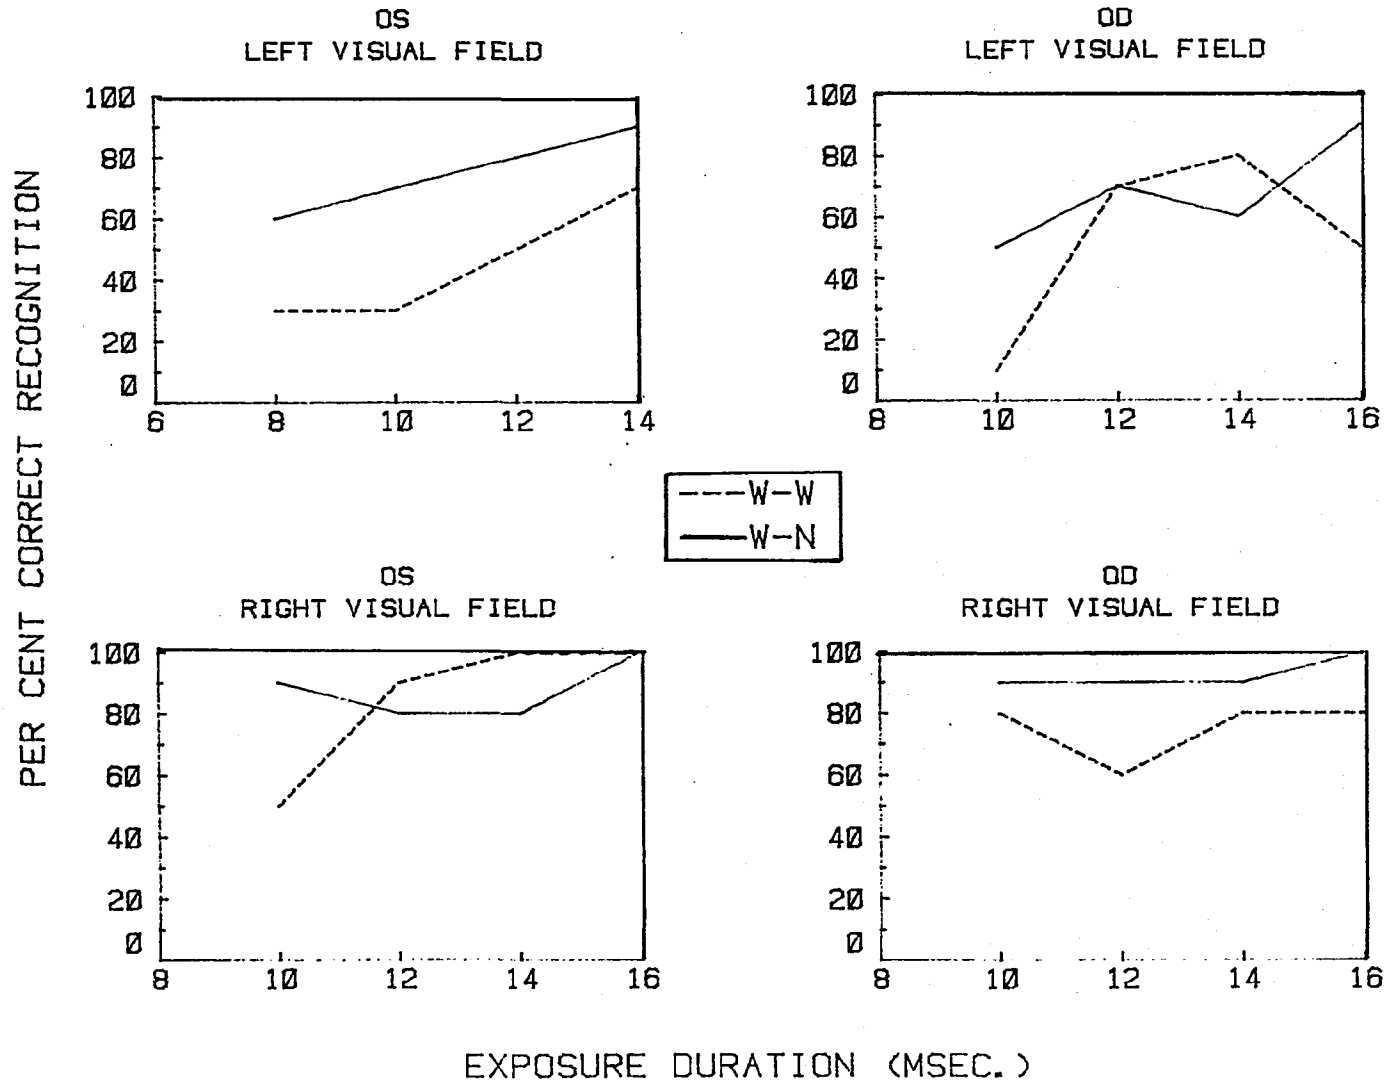 OS
LEFT VISUAL FIELD
100
80
60
40
20
0
6 8 10 12 14
OD
LEFT VISUAL FIELD
100
80
60
40
20
0
8 10 12 14 16
W-W
W-N
OS
RIGHT VISUAL FIELD
100
80
60
40
20
0
8 10 12 14 16
OD
RIGHT VISUAL FIELD
100
80
60
40
20
0
8 10 12 14 16
PER CENT CORRECT RECOGNITION
EXPOSURE DURATION (MSEC.)